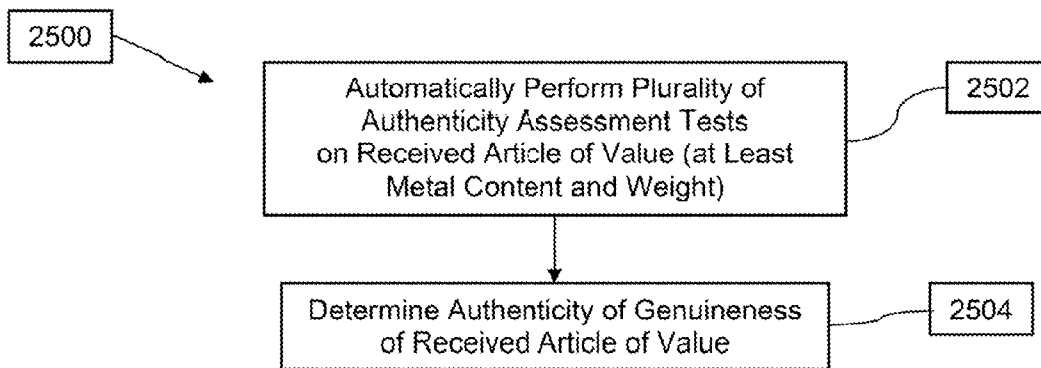 2500
Automatically Perform Plurality of
Authenticity Assessment Tests
on Received Article of Value (at Least
Metal Content and Weight)
2502
Determine Authenticity of Genuineness
of Received Article of Value
2504